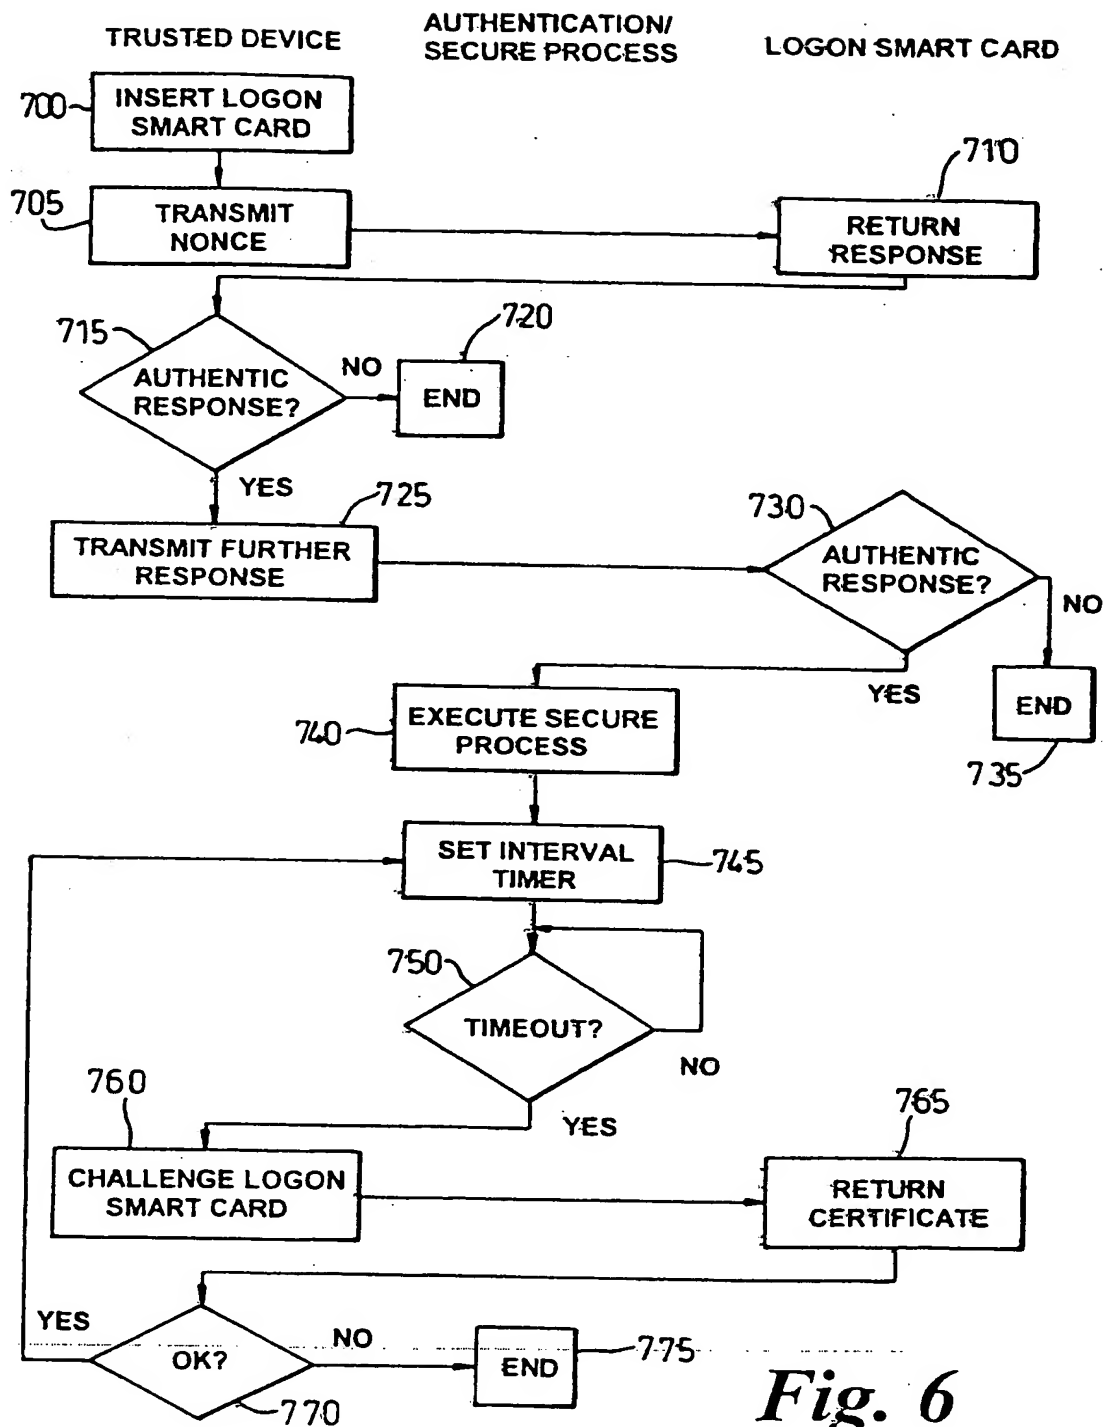 TRUSTED DEVICE
AUTHENTICATION/
SECURE PROCESS
LOGON SMART CARD
700
INSERT LOGON
SMART CARD
710
705
TRANSMIT
NONCE
RETURN
RESPONSE
715
720
AUTHENTIC
RESPONSE?
NO
END
YES
725
730
TRANSMIT FURTHER
RESPONSE
AUTHENTIC
RESPONSE?
NO
YES
END
735
740
EXECUTE SECURE
PROCESS
SET INTERVAL
TIMER
745
750
TIMEOUT?
NO
YES
760
765
CHALLENGE LOGON
SMART CARD
RETURN
CERTIFICATE
YES
OK?
NO
END
775
770
Fig. 6